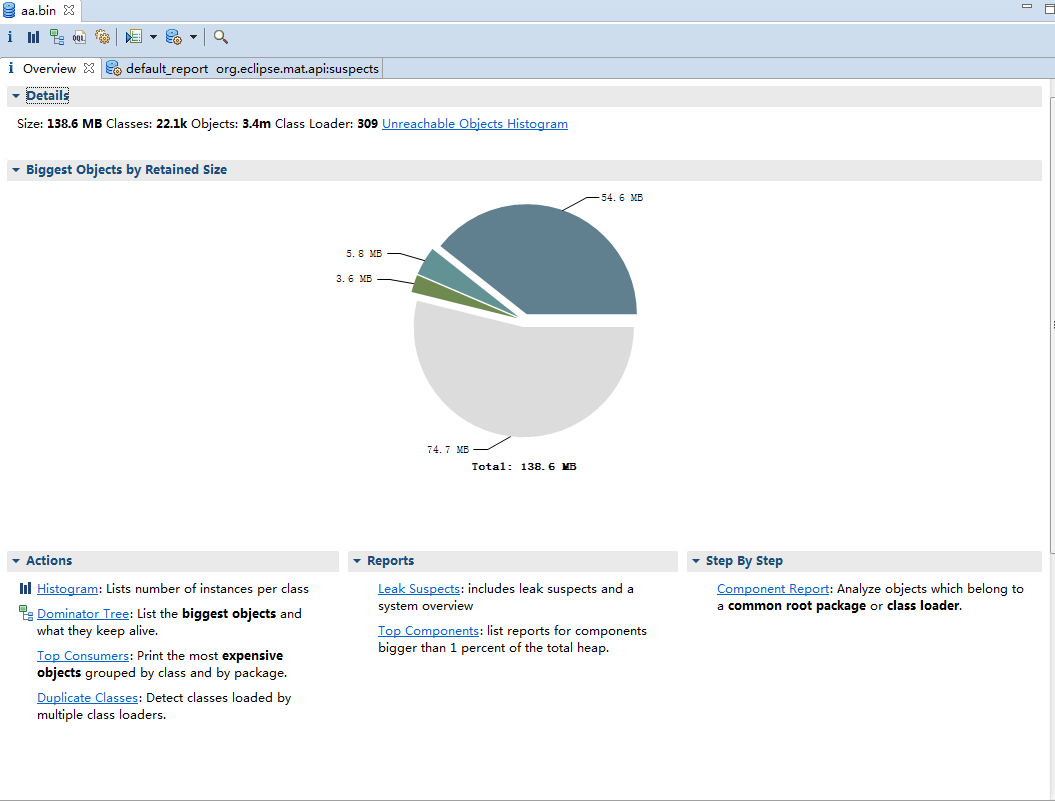 aa.bin
i OQL
i Overview default_report org.eclipse.mat.api:suspects
Details
Size: 138.6 MB Classes: 22.1k Objects: 3.4m Class Loader: 309 Unreachable Objects Histogram
Biggest Objects by Retained Size
54.6 MB
5.8 MB
3.6 MB
74.7 MB
Total: 138.6 MB
Actions
Histogram: Lists number of instances per class
Dominator Tree: List the biggest objects and
what they keep alive.
Top Consumers: Print the most expensive
objects grouped by class and by package.
Duplicate Classes: Detect classes loaded by
multiple class loaders.
Reports
Leak Suspects: includes leak suspects and a
system overview
Top Components: list reports for components
bigger than 1 percent of the total heap.
Step By Step
Component Report: Analyze objects which belong to
a common root package or class loader.